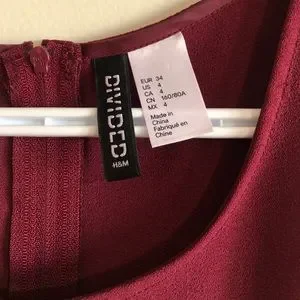 DIVIDED
H&M
EUR 34
US 4
CA 4
CN 160/80A
MX 4
Made in
China
Fabriqué en
Chine